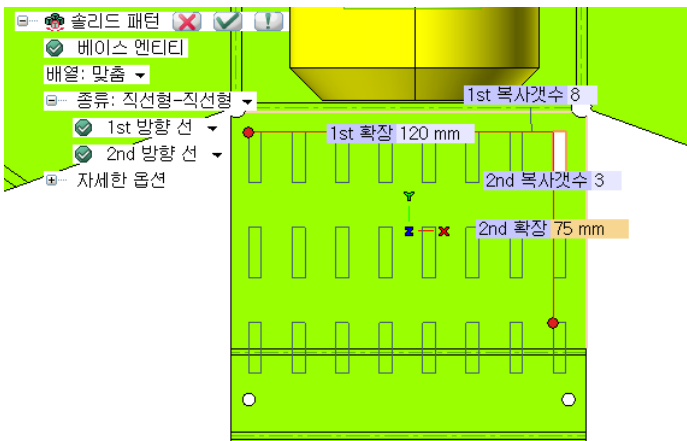 솔리드 패턴
베이스 엔티티
배열: 맞춤
종류: 직선형-직선형
1st 복사갯수 8
1st 방향 선
1st 확장 120 mm
2nd 방향 선
자세한 옵션
2nd 복사갯수 3
Y
2nd 확장 75 mm
Z X